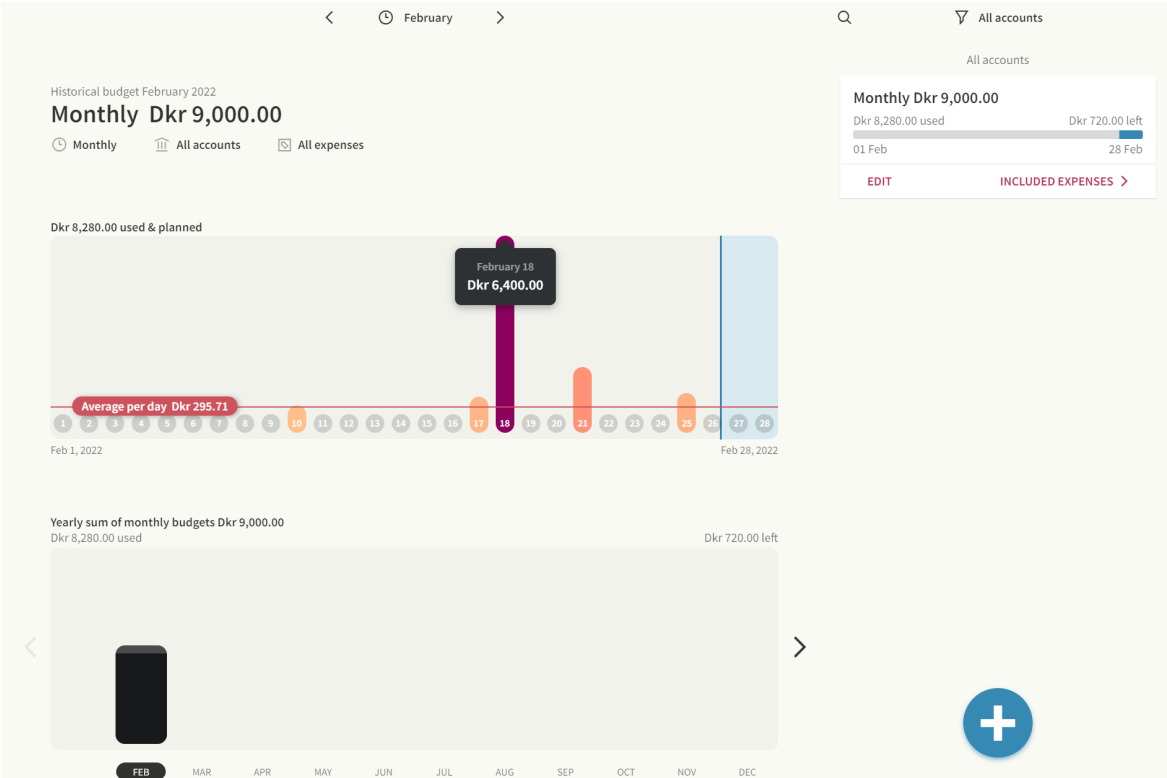 February
All accounts
All accounts
Historical budget February 2022
Monthly Dkr 9,000.00
Monthly
All accounts
All expenses
Monthly Dkr 9,000.00
Dkr 8,280.00 used
Dkr 720.00 left
01 Feb
28 Feb
EDIT
INCLUDED EXPENSES
Dkr 8,280.00 used & planned
February 18
Dkr 6,400.00
Average per day Dkr 295.71
1 2 3 4 5 6 7 8 9 10 11 12 13 14 15 16 17 18 19 20 21 22 23 24 25 26 27 28
Feb 1, 2022
Feb 28, 2022
Yearly sum of monthly budgets Dkr 9,000.00
Dkr 8,280.00 used
Dkr 720.00 left
FEB MAR APR MAY JUN JUL AUG SEP OCT NOV DEC